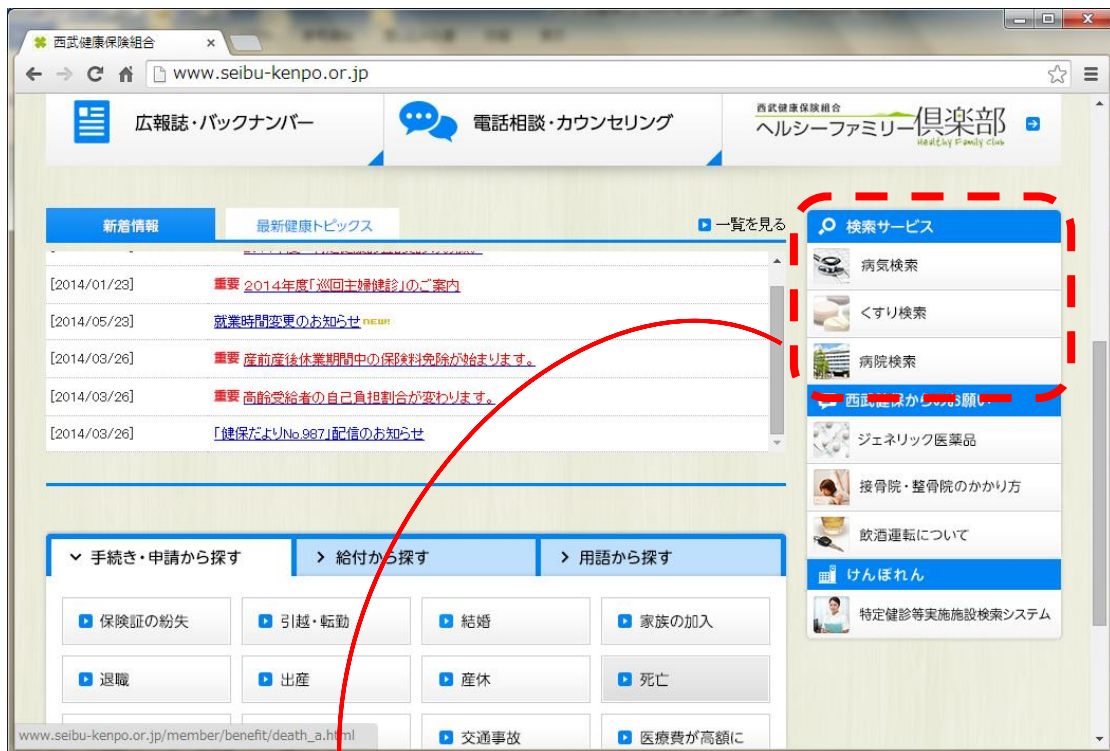 西武健康保険組合
www.seibu-kenpo.or.jp
広報誌・バックナンバー
電話相談・カウンセリング
西武健康保険組合
ヘルシーファミリー倶楽部
Healthy Family Club
新着情報
最新健康トピックス
一覧を見る
[2014/01/23] 重要 2014年度「巡回主婦健診」のご案内
[2014/05/23] 就業時間変更のお知らせ NEW!
[2014/03/26] 重要 産前産後休業期間中の保険料免除が始まります。
[2014/03/26] 重要 高齢受給者の自己負担割合が変わります。
[2014/03/26] 「健保だよりNo.987」配信のお知らせ
検索サービス
病気検索
くすり検索
病院検索
西武健保からのお願い
ジェネリック医薬品
接骨院・整骨院のかかり方
飲酒運転について
けんぽれん
特定健診等実施施設検索システム
手続き・申請から探す
給付から探す
用語から探す
保険証の紛失
引越・転勤
結婚
家族の加入
退職
出産
産休
死亡
交通事故
医療費が高額に
www.seibu-kenpo.or.jp/member/benefit/death_a.html